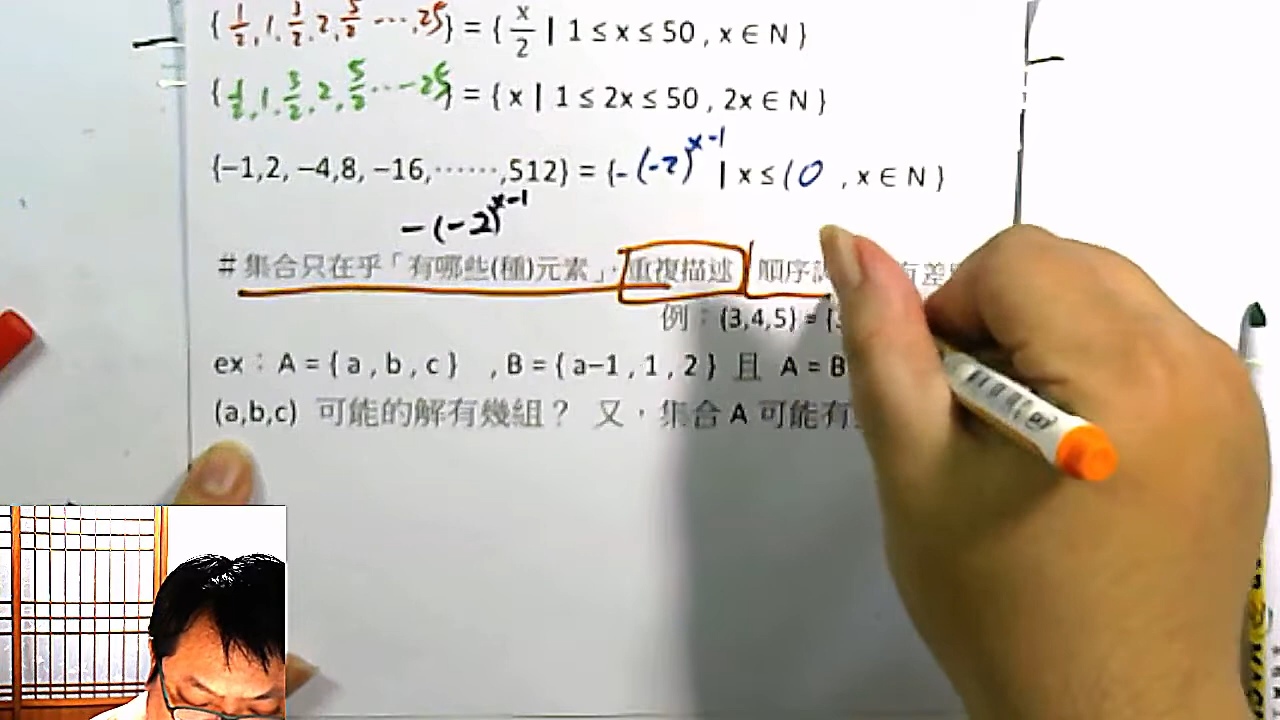 { 1/2, 1, 3/2, 2, 5/2 ⋯, 25 } = { x/2 | 1 ≤ x ≤ 50 , x ∈ N }
{ 1/2, 1, 3/2, 2, 5/2 ⋯ 25 } = { x | 1 ≤ 2x ≤ 50 , 2x ∈ N }
{−1,2, −4,8, −16,⋯⋯,512} = {-(-2)^(x-1) | x ≤ 10 , x ∈ N }
-(-2)^(x-1)
# 集合只在乎「有哪些(種)元素」, 重複描述 順序 有差
例：{3,4,5} = {
ex：A = { a , b , c } , B = { a−1 , 1 , 2 } 且 A = B
(a,b,c) 可能的解有幾組？ 又，集合 A 可能有